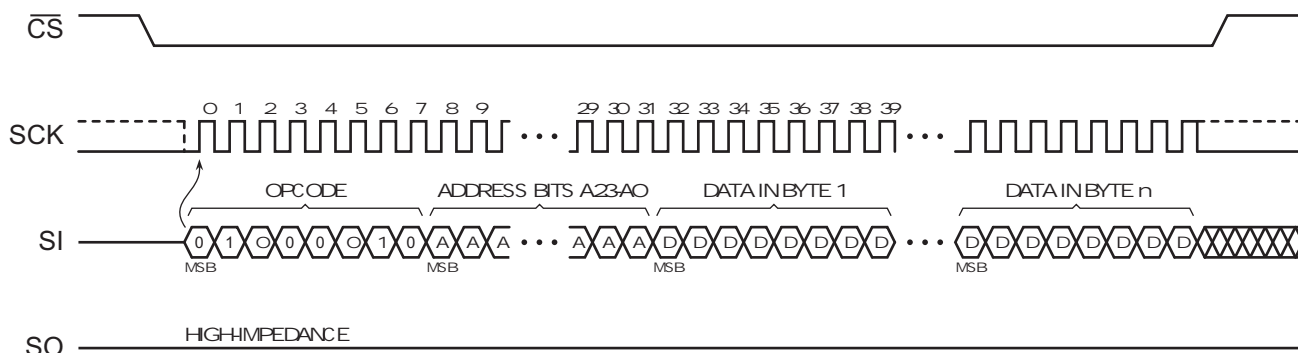 CS
0 1 2 3 4 5 6 7 8 9 29 30 31 32 33 34 35 36 37 38 39
SCK
OPCODE ADDRESS BITS A23-A0 DATA IN BYTE 1 DATA IN BYTE n
SI 0 1 0 0 0 0 1 0 A A A A A A D D D D D D D D D D D D D D D D
MSB MSB MSB MSB
HIGH-IMPEDANCE
SO